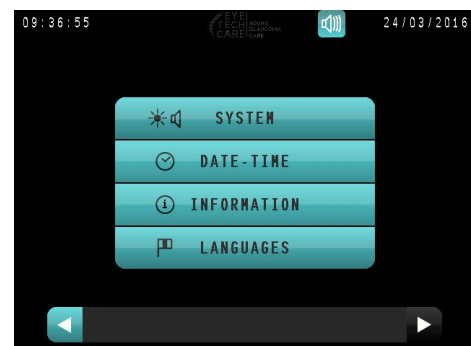 09:36:55
EYE
TECH
CARE
SOUND
GLAUCOMA
CARE
24/03/2016
SYSTEM
DATE-TIME
INFORMATION
LANGUAGES